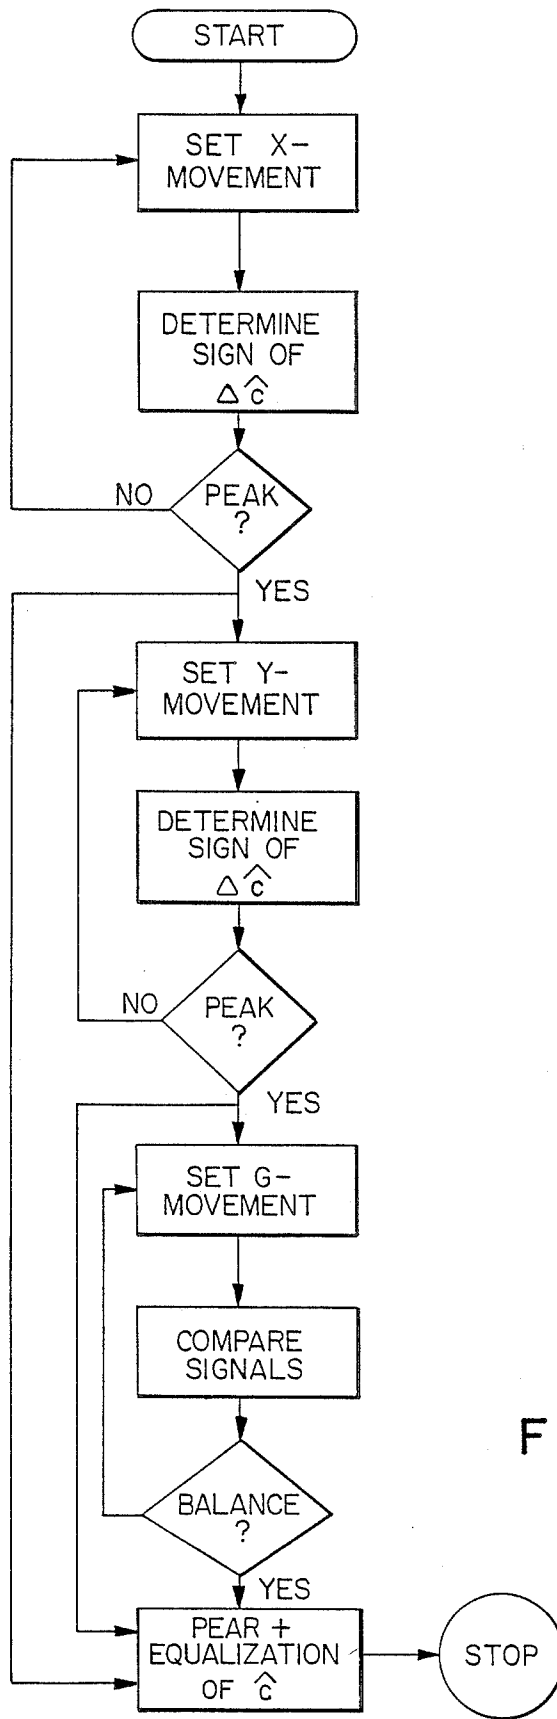 START
SET X-
MOVEMENT
DETERMINE
SIGN OF
△ĉ
NO
PEAK
?
YES
SET Y-
MOVEMENT
DETERMINE
SIGN OF
△ĉ
NO
PEAK
?
YES
SET G-
MOVEMENT
COMPARE
SIGNALS
F
BALANCE
?
YES
PEAR +
EQUALIZATION
OF ĉ
STOP